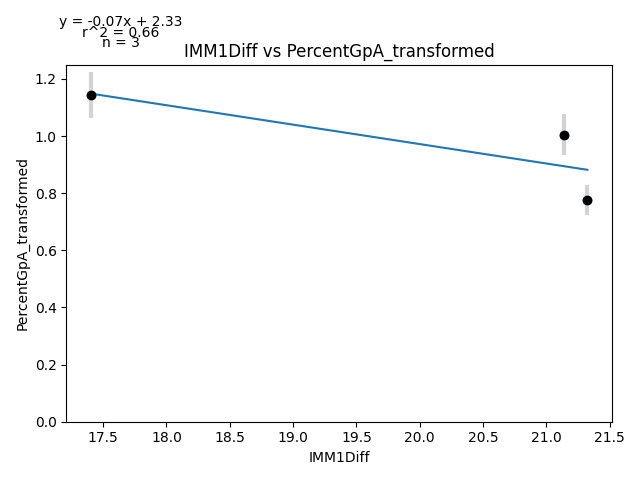 y = -0.07x + 2.33
r^2 = 0.66
n = 3
IMM1Diff vs PercentGpA_transformed
1.2
1.0
0.8
0.6
0.4
0.2
0.0
PercentGpA_transformed
17.5 18.0 18.5 19.0 19.5 20.0 20.5 21.0 21.5
IMM1Diff